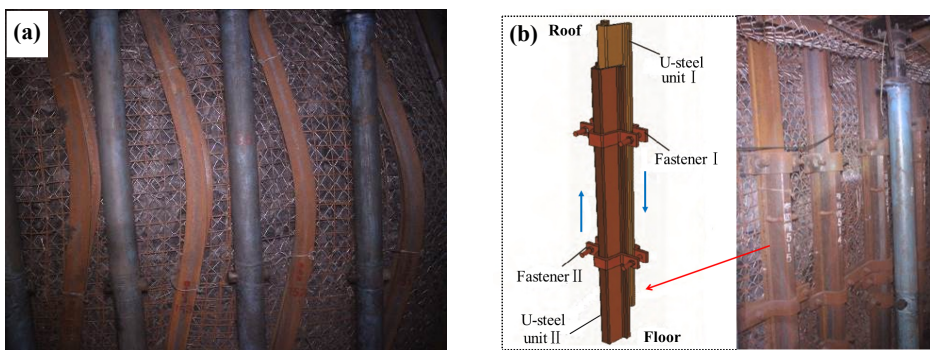 (a)
(b)
Roof
U-steel
unit Ⅰ
Fastener Ⅰ
Fastener Ⅱ
U-steel
unit Ⅱ
Floor